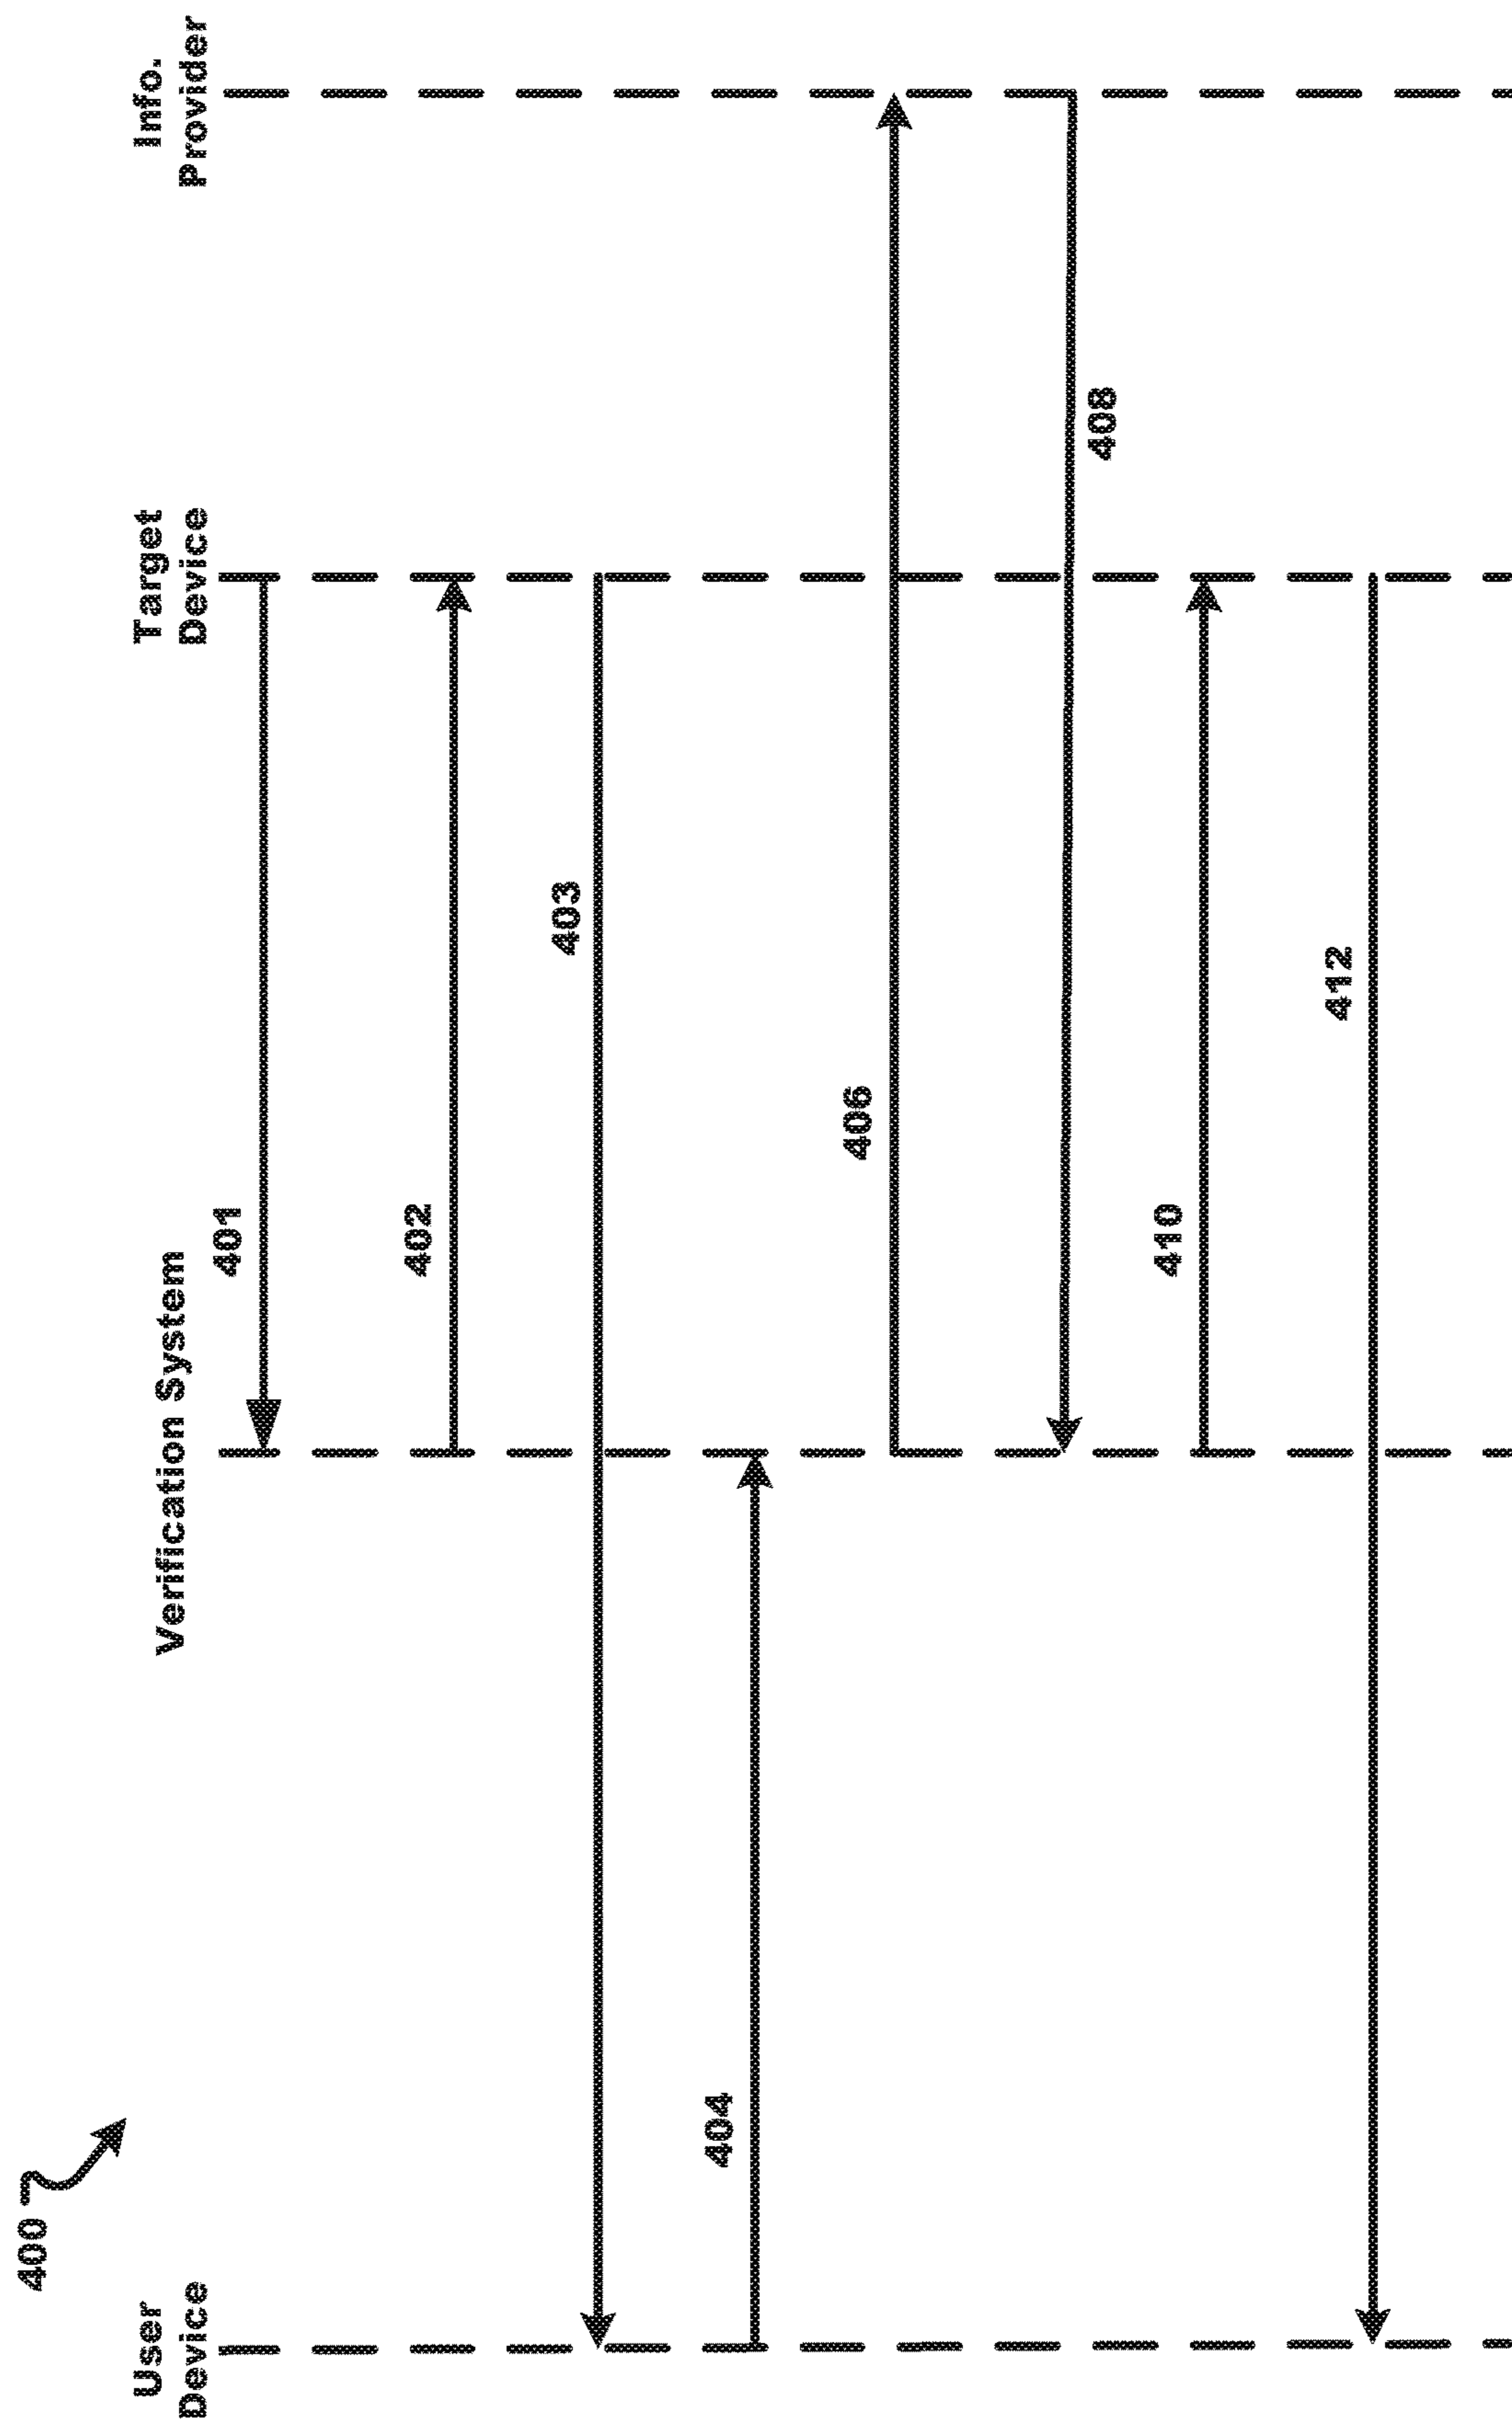 400
User
Device
Verification System
Target
Device
Info.
Provider
401
402
403
404
406
408
410
412